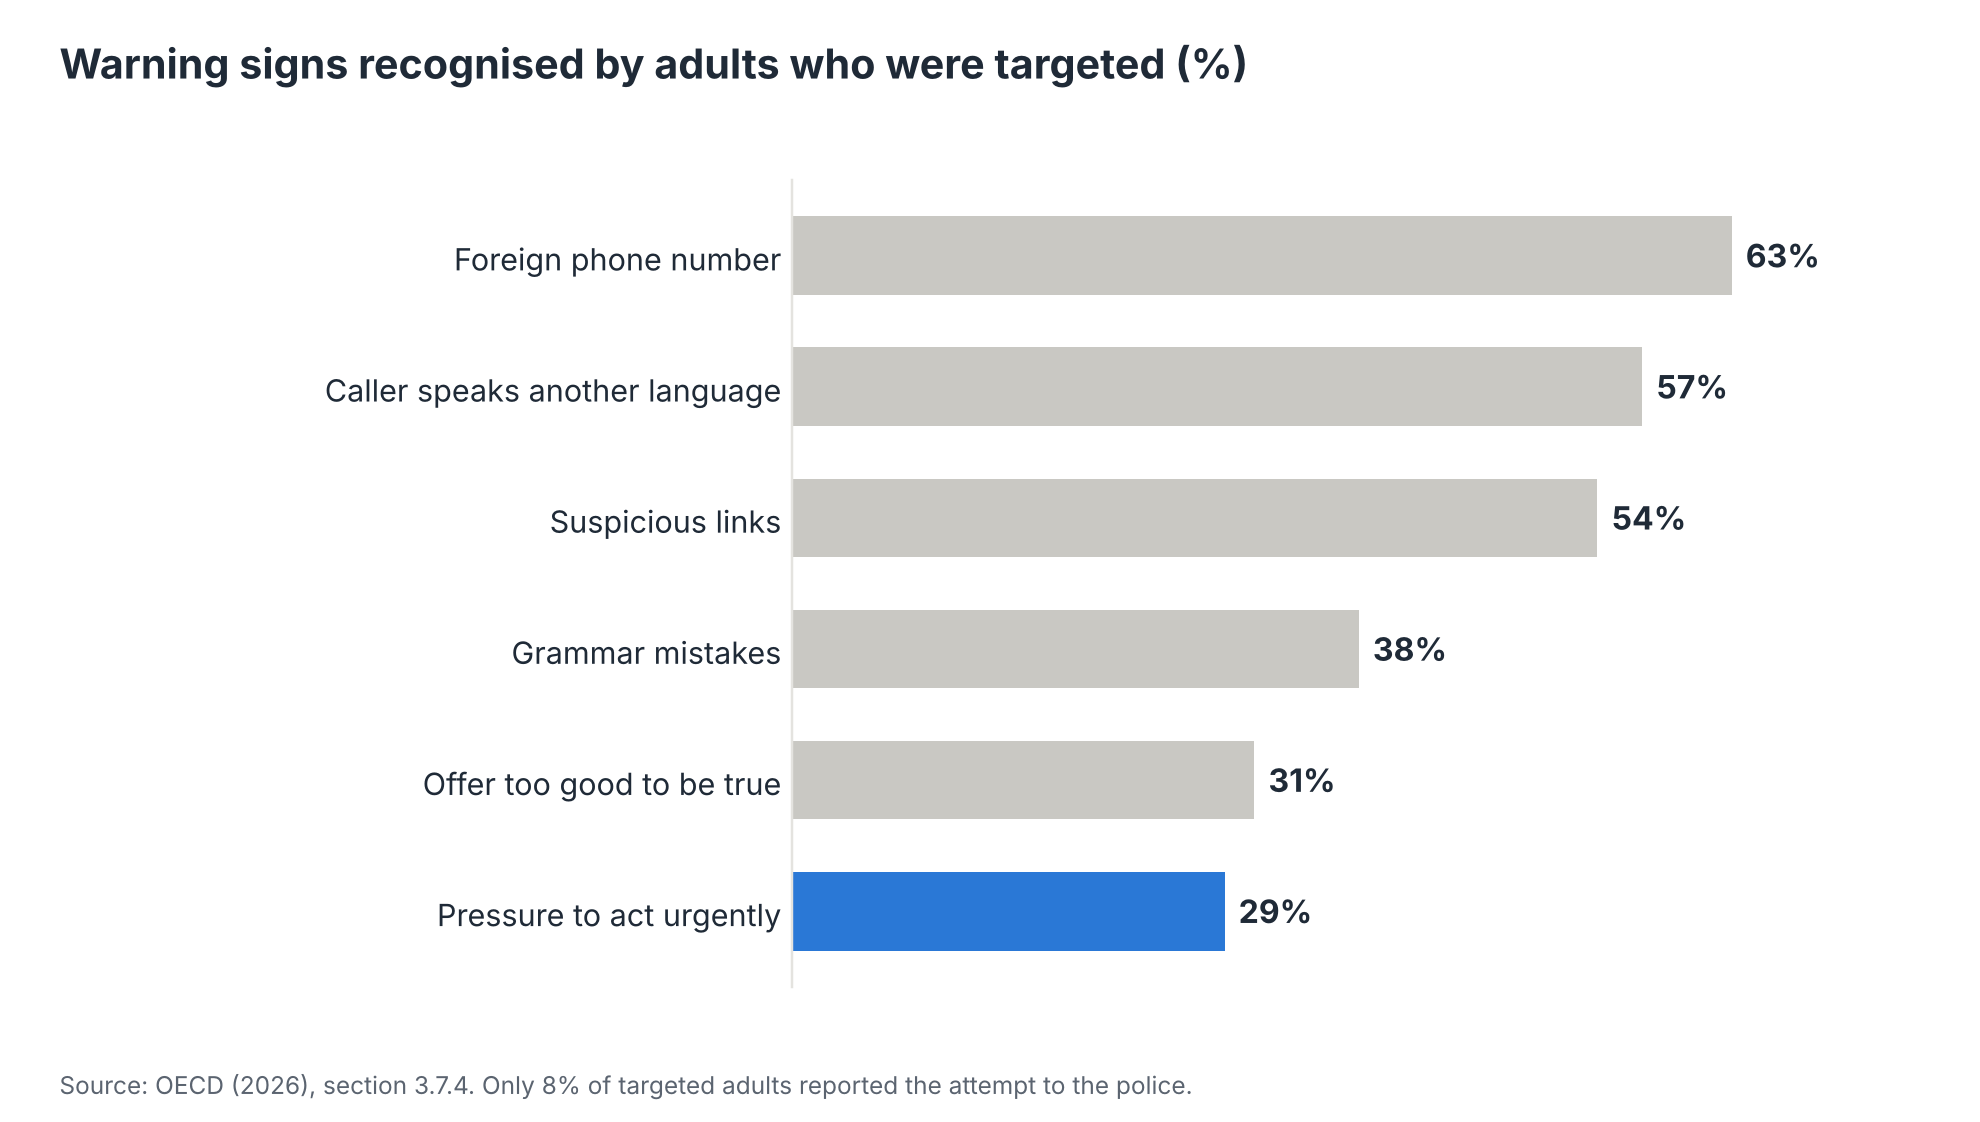 Warning signs recognised by adults who were targeted (%)
Foreign phone number 63%
Caller speaks another language 57%
Suspicious links 54%
Grammar mistakes 38%
Offer too good to be true 31%
Pressure to act urgently 29%
Source: OECD (2026), section 3.7.4. Only 8% of targeted adults reported the attempt to the police.